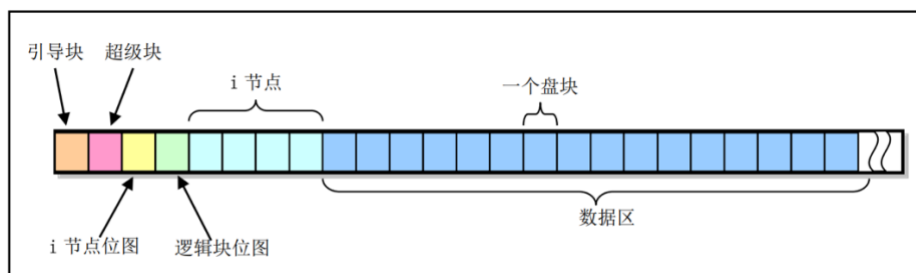 引导块 超级块
i 节点
一个盘块
数据区
i 节点位图 逻辑块位图